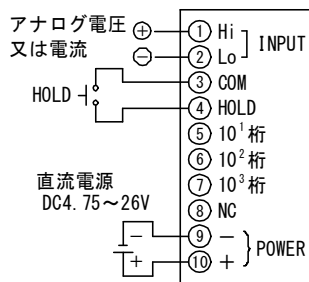 アナログ電圧 ⊕ ① Hi
又は電流 ⊖ ② Lo INPUT
③ COM
HOLD ④ HOLD
⑤ 10¹桁
⑥ 10²桁
⑦ 10³桁
直流電源
DC4.75～26V
⑧ NC
− ⑨ −
+ ⑩ + POWER